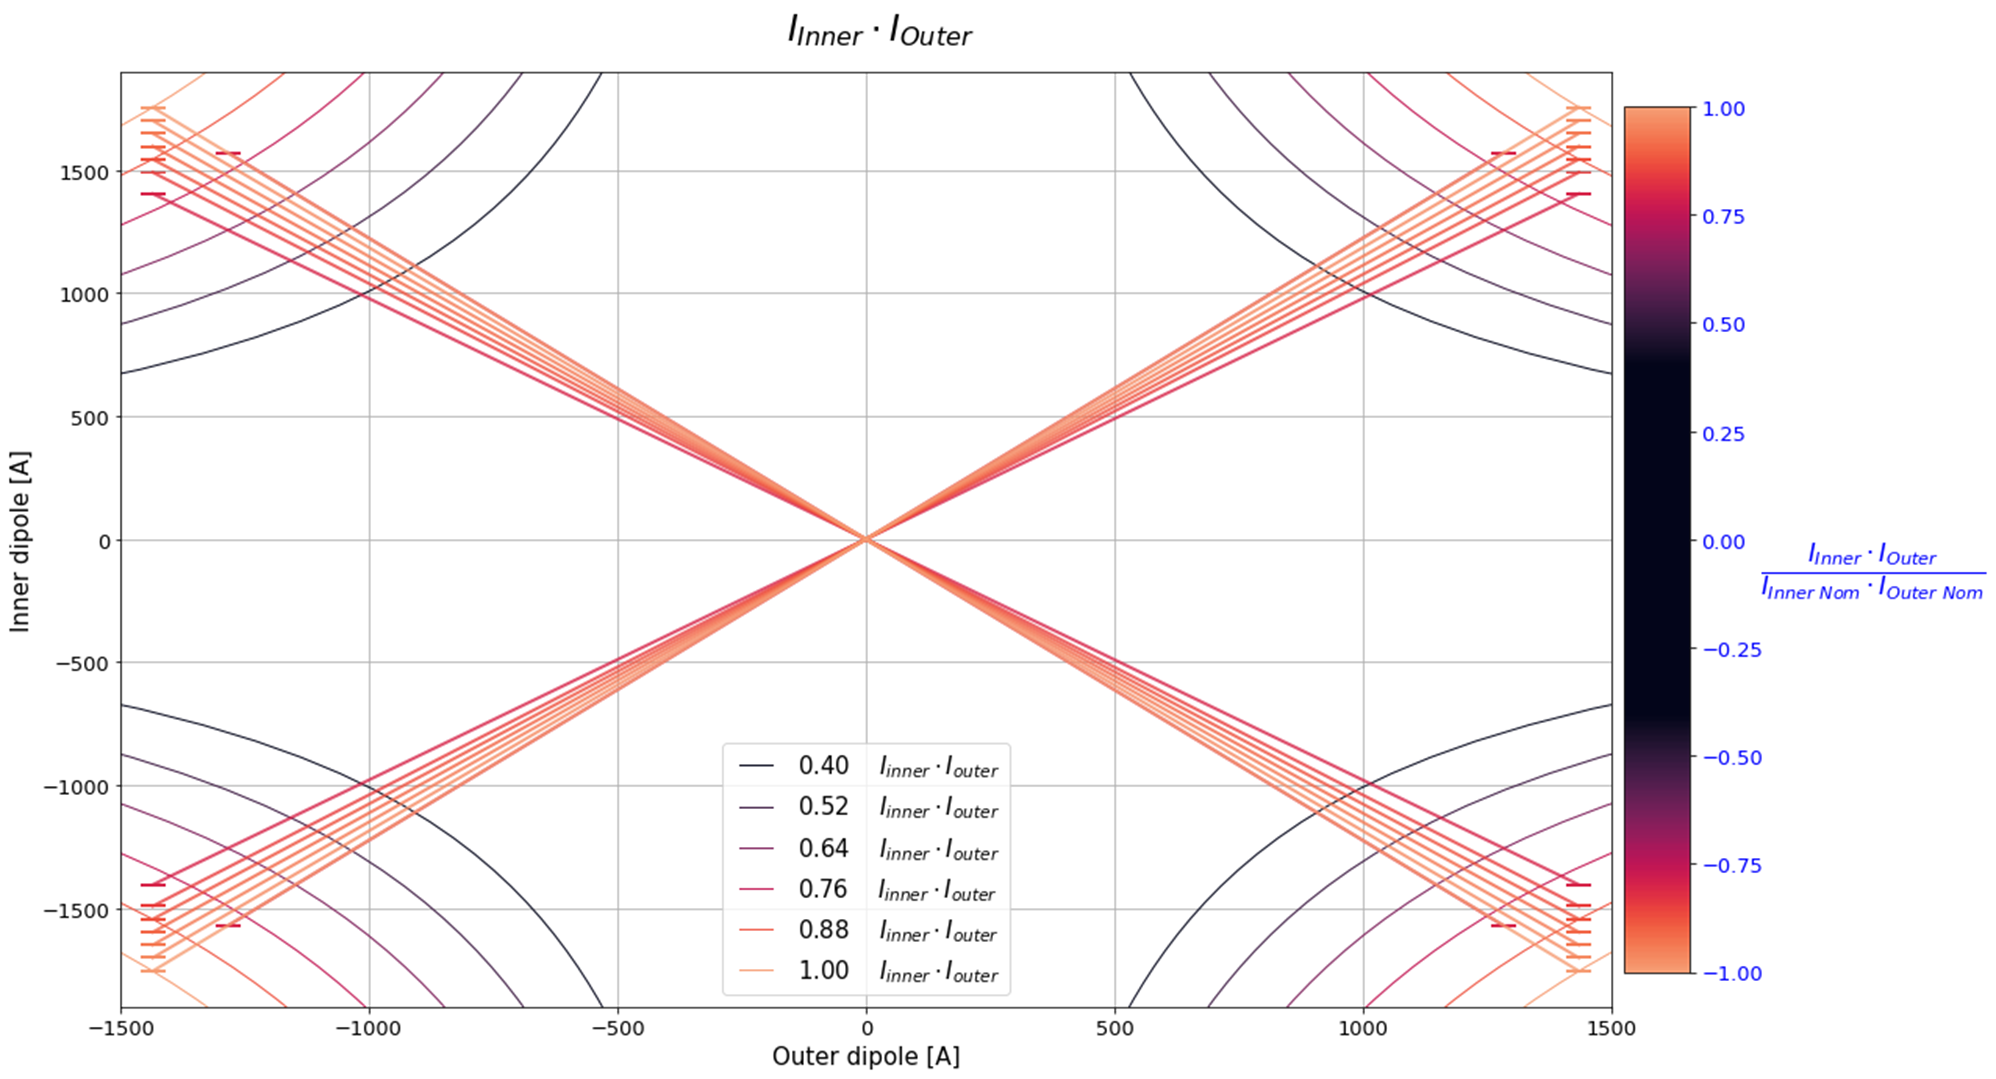 I_Inner · I_Outer
Inner dipole [A]
1500
1000
500
0
−500
−1000
−1500
−1500
−1000
−500
0
500
1000
1500
Outer dipole [A]
0.40 I_inner · I_outer
0.52 I_inner · I_outer
0.64 I_inner · I_outer
0.76 I_inner · I_outer
0.88 I_inner · I_outer
1.00 I_inner · I_outer
1.00
0.75
0.50
0.25
0.00
−0.25
−0.50
−0.75
−1.00
I_Inner · I_Outer
I_Inner Nom · I_Outer Nom